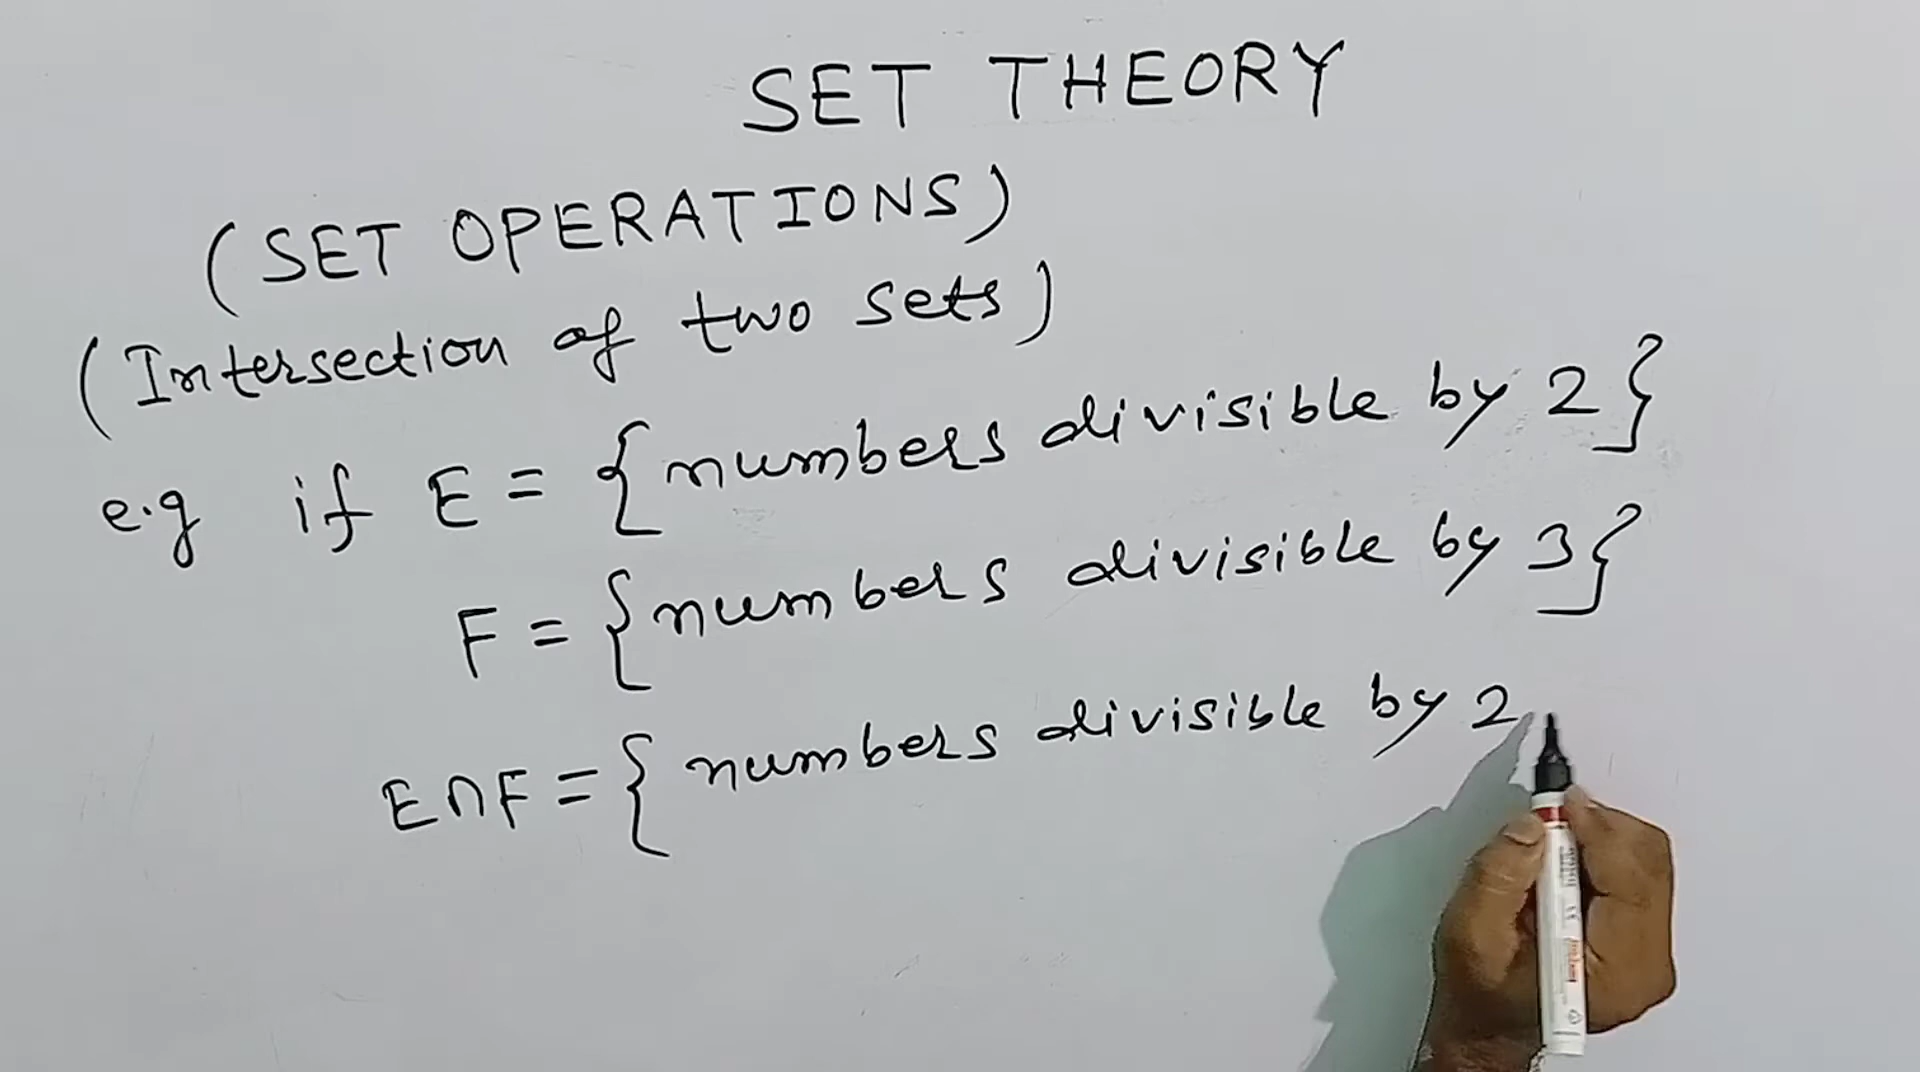 SET THEORY
(SET OPERATIONS)
(Intersection of two sets)
e.g if E = {numbers divisible by 2}
F = {numbers divisible by 3}
E∩F = { numbers divisible by 2